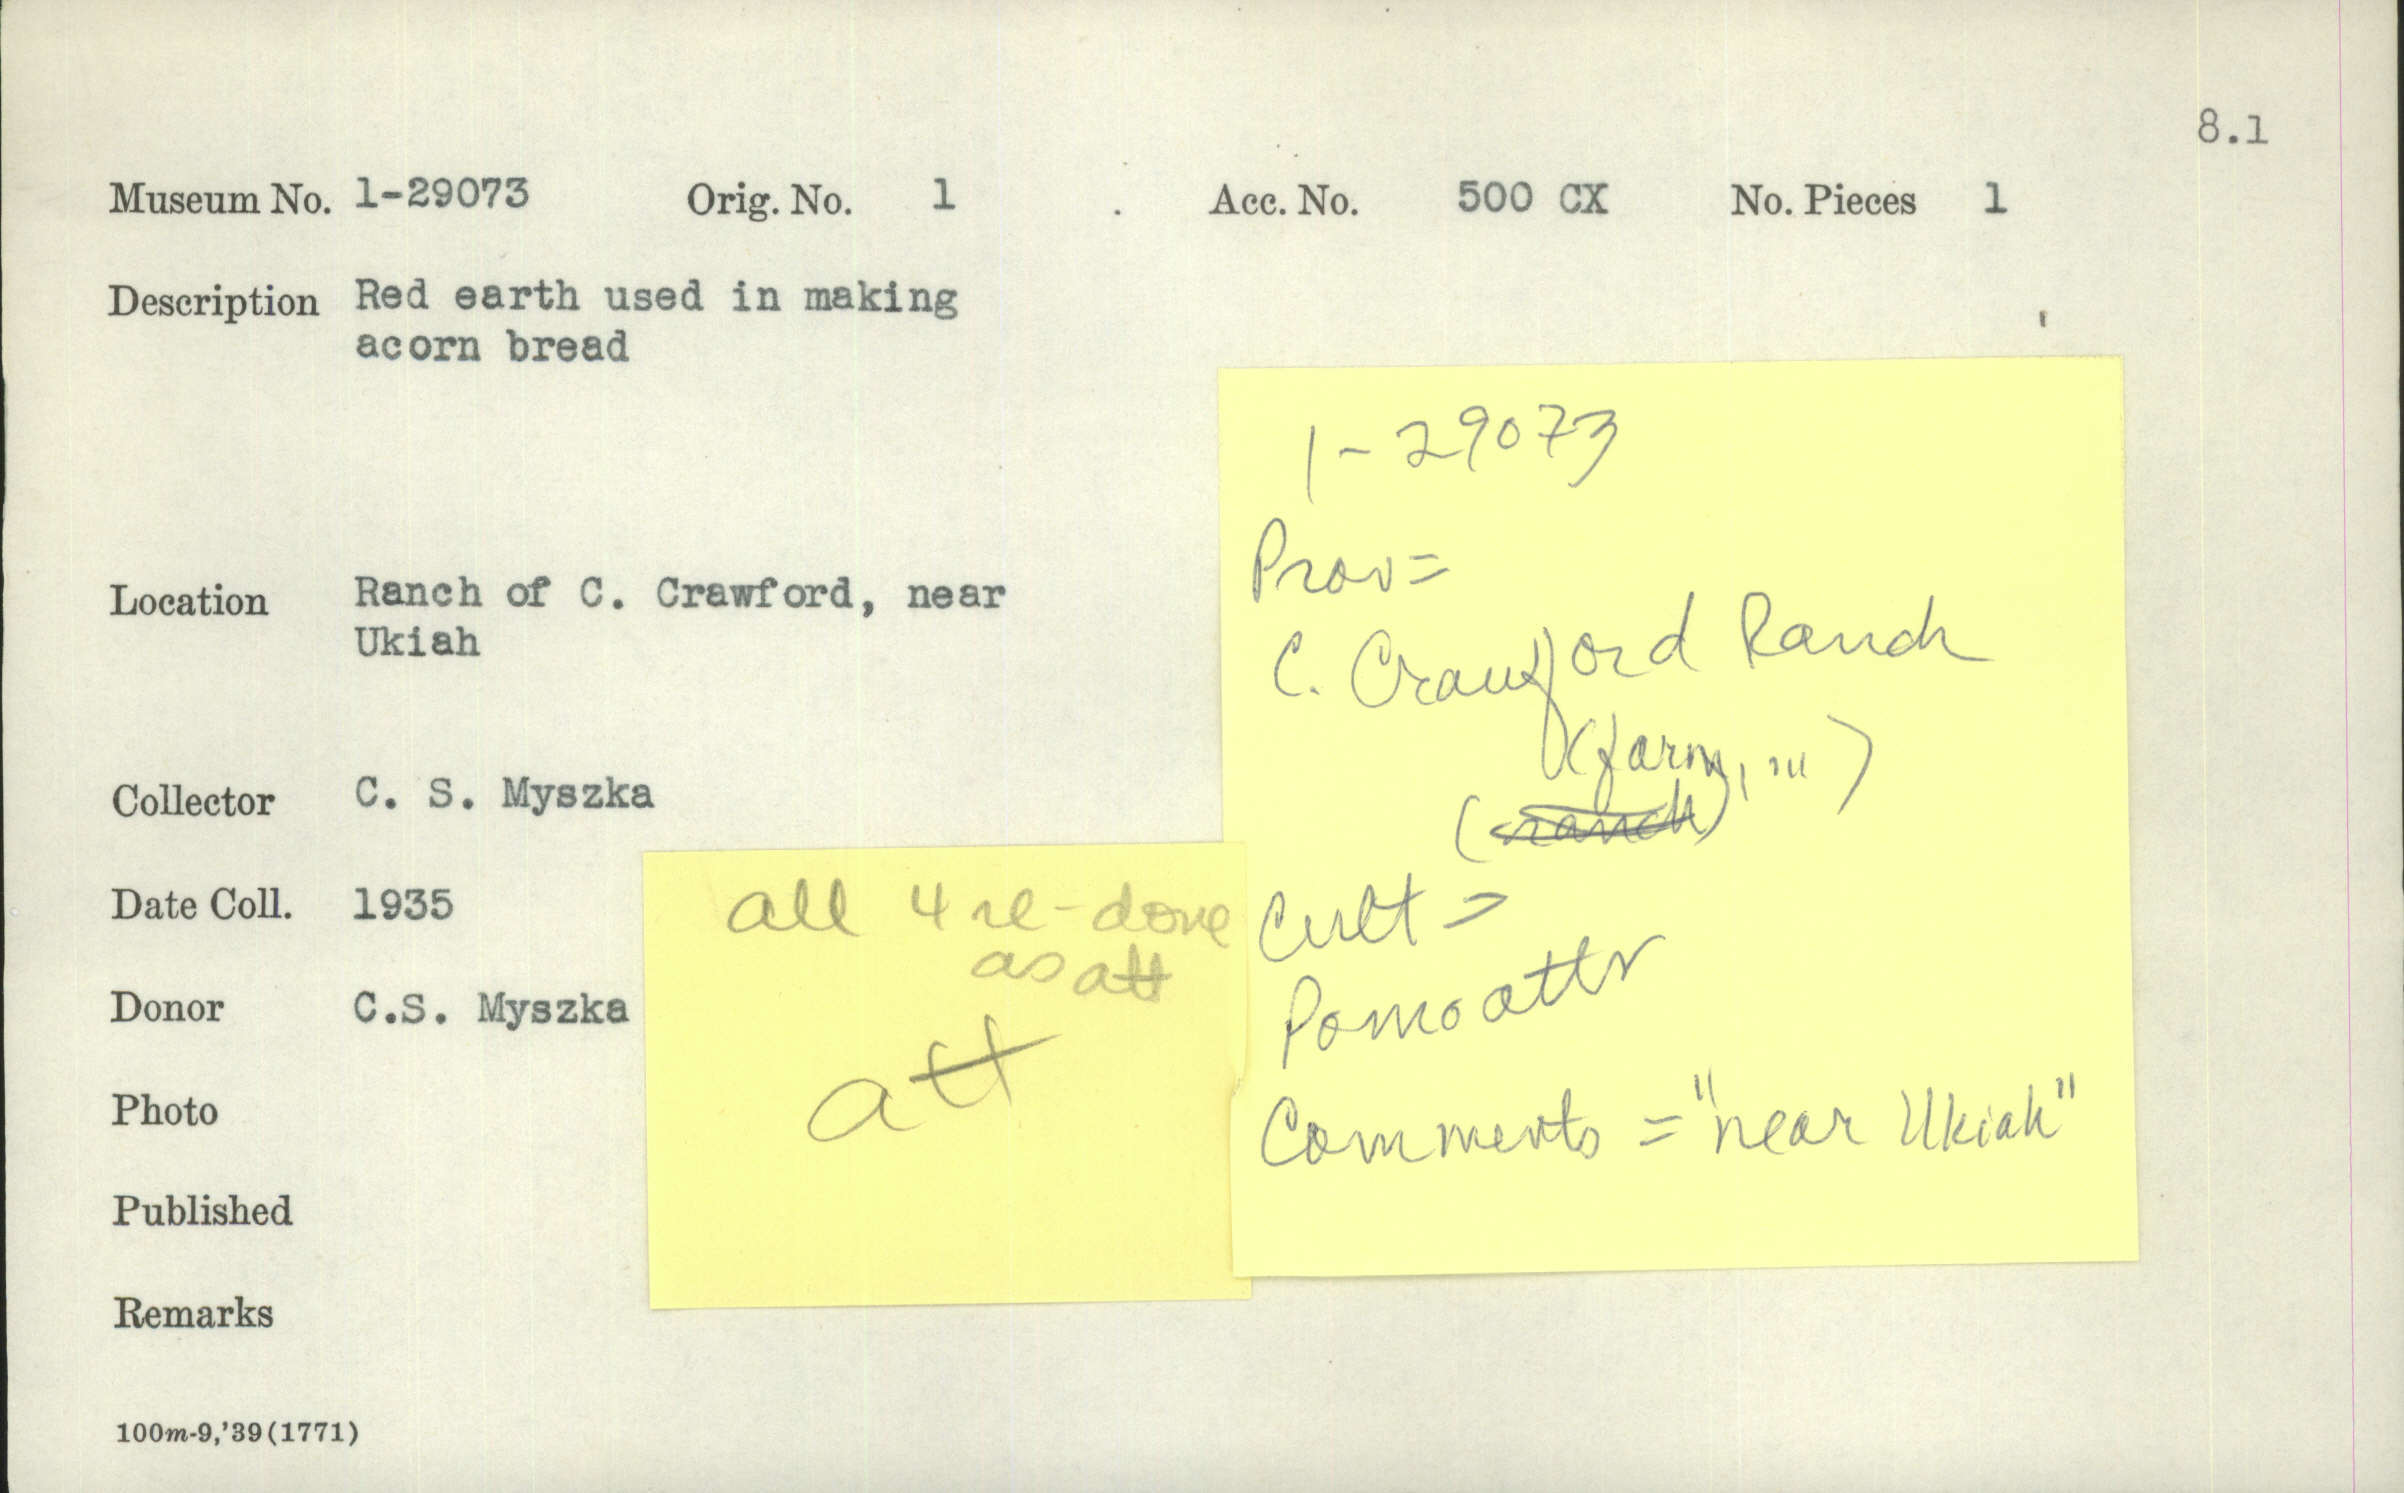 8.1
Museum No. 1-29073 Orig. No. 1 Acc. No. 500 CX No. Pieces 1
Description Red earth used in making
acorn bread
Location Ranch of C. Crawford, near
Ukiah
Collector C. S. Myszka
Date Coll. 1935
Donor C.S. Myszka
Photo
Published
Remarks
100m-9,'39(1771)
all 4 re-done
as att
att
1-29073
Prov=
C. Crawford Ranch
(farm, ...)
(ranch)
Cult =
Pomo attr
Comments = "near Ukiah"